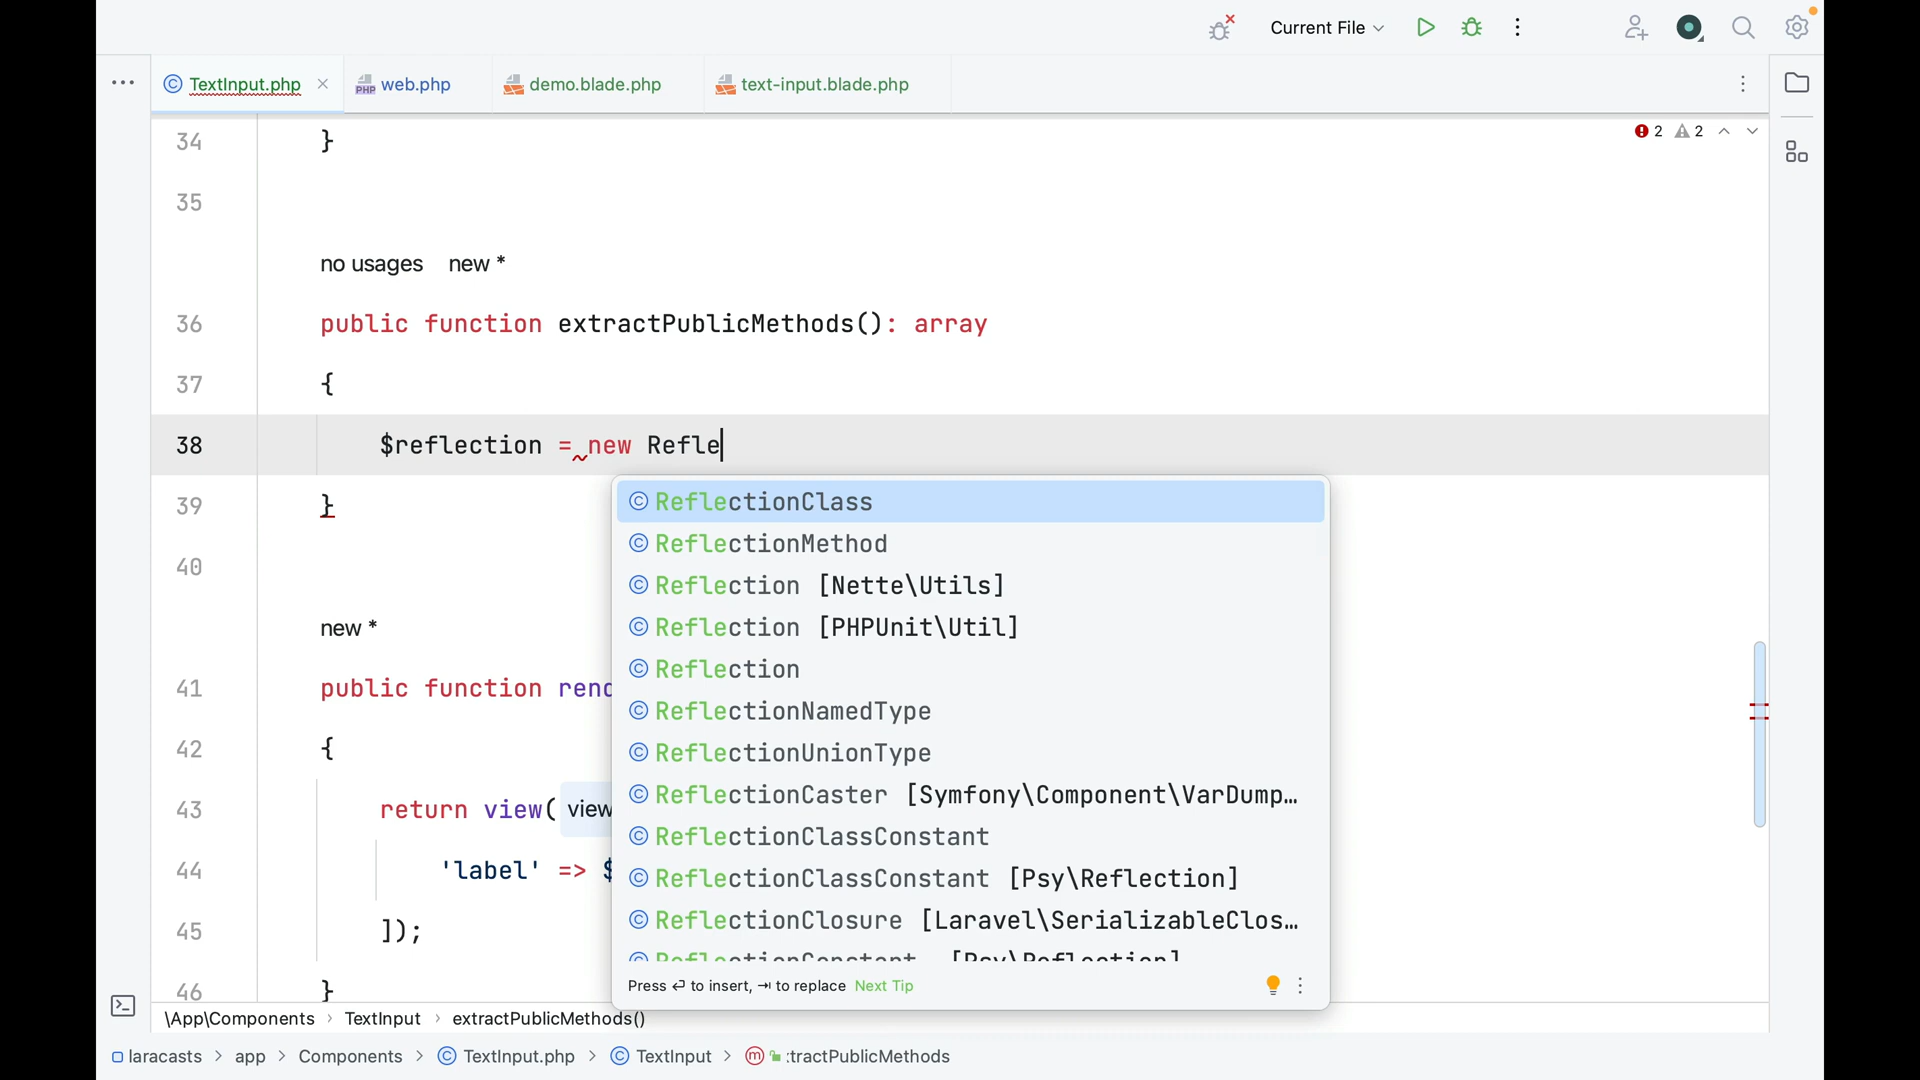 Current File
TextInput.php
web.php
demo.blade.php
text-input.blade.php
2 2
34 }
35
no usages new *
36 public function extractPublicMethods(): array
37 {
38 $reflection = new Refle
ReflectionClass
39 }
ReflectionMethod
40
Reflection [Nette\Utils]
Reflection [PHPUnit\Util]
new *
Reflection
41 public function rend
ReflectionNamedType
42 {
ReflectionUnionType
ReflectionCaster [Symfony\Component\VarDump…
43 return view( view
ReflectionClassConstant
44 'label' => $
ReflectionClassConstant [Psy\Reflection]
45 ]);
ReflectionClosure [Laravel\SerializableClos…
ReflectionConstant_ [Psy\Reflection]
46 }
Press ↵ to insert, ⇥ to replace Next Tip
\App\Components › TextInput › extractPublicMethods()
laracasts > app > Components > TextInput.php > TextInput > :tractPublicMethods